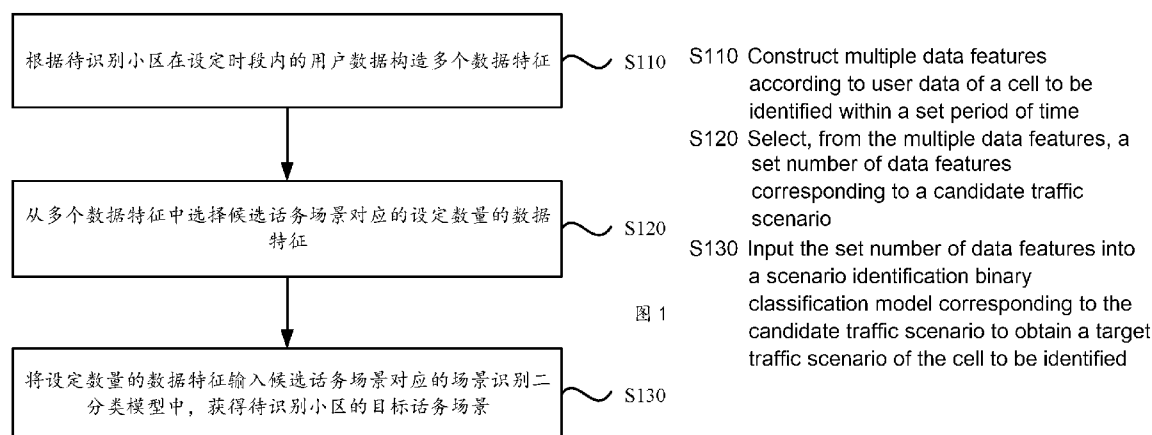 根据待识别小区在设定时段内的用户数据构造多个数据特征
S110
从多个数据特征中选择候选话务场景对应的设定数量的数据
特征
S120
图 1
将设定数量的数据特征输入候选话务场景对应的场景识别二
分类模型中，获得待识别小区的目标话务场景
S130
S110 Construct multiple data features
according to user data of a cell to be
identified within a set period of time
S120 Select, from the multiple data features, a
set number of data features
corresponding to a candidate traffic
scenario
S130 Input the set number of data features into
a scenario identification binary
classification model corresponding to the
candidate traffic scenario to obtain a target
traffic scenario of the cell to be identified